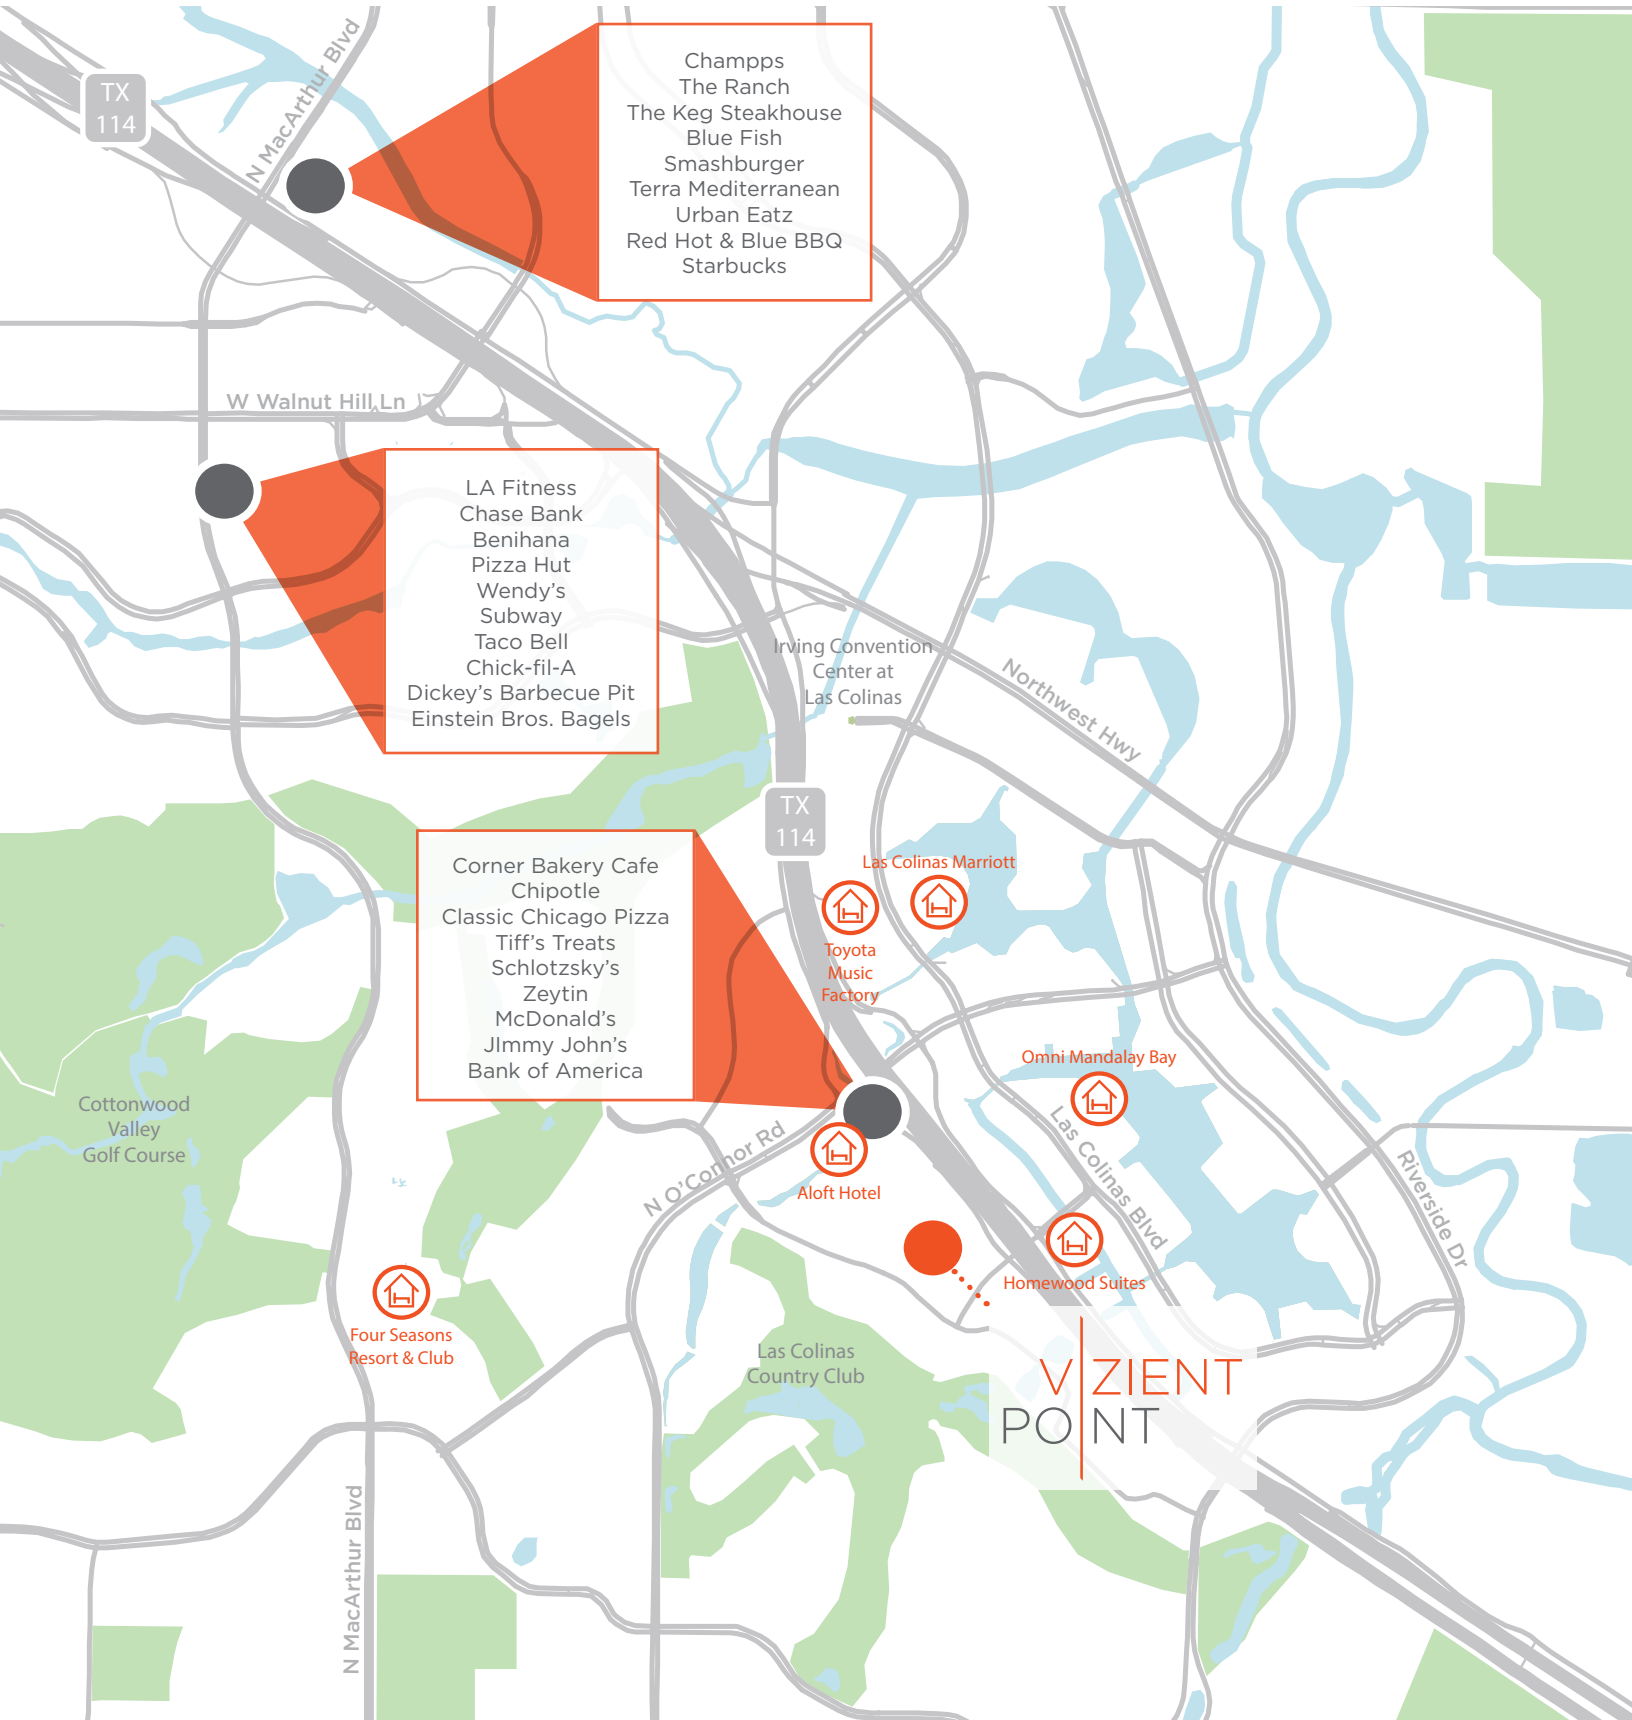 N MacArthur Blvd
TX
114
Champps
The Ranch
The Keg Steakhouse
Blue Fish
Smashburger
Terra Mediterranean
Urban Eatz
Red Hot & Blue BBQ
Starbucks
W Walnut Hill Ln
LA Fitness
Chase Bank
Benihana
Pizza Hut
Wendy's
Subway
Taco Bell
Chick-fil-A
Dickey's Barbecue Pit
Einstein Bros. Bagels
Irving Convention
Center at
Las Colinas
Northwest Hwy
TX
114
Corner Bakery Cafe
Chipotle
Classic Chicago Pizza
Tiff's Treats
Schlotzsky's
Zeytin
McDonald's
JImmy John's
Bank of America
Las Colinas Marriott
Toyota
Music
Factory
Omni Mandalay Bay
Cottonwood
Valley
Golf Course
N O'Connor Rd
Aloft Hotel
Las Colinas Blvd
Riverside Dr
Homewood Suites
Four Seasons
Resort & Club
Las Colinas
Country Club
VIZIENT
POINT
N MacArthur Blvd